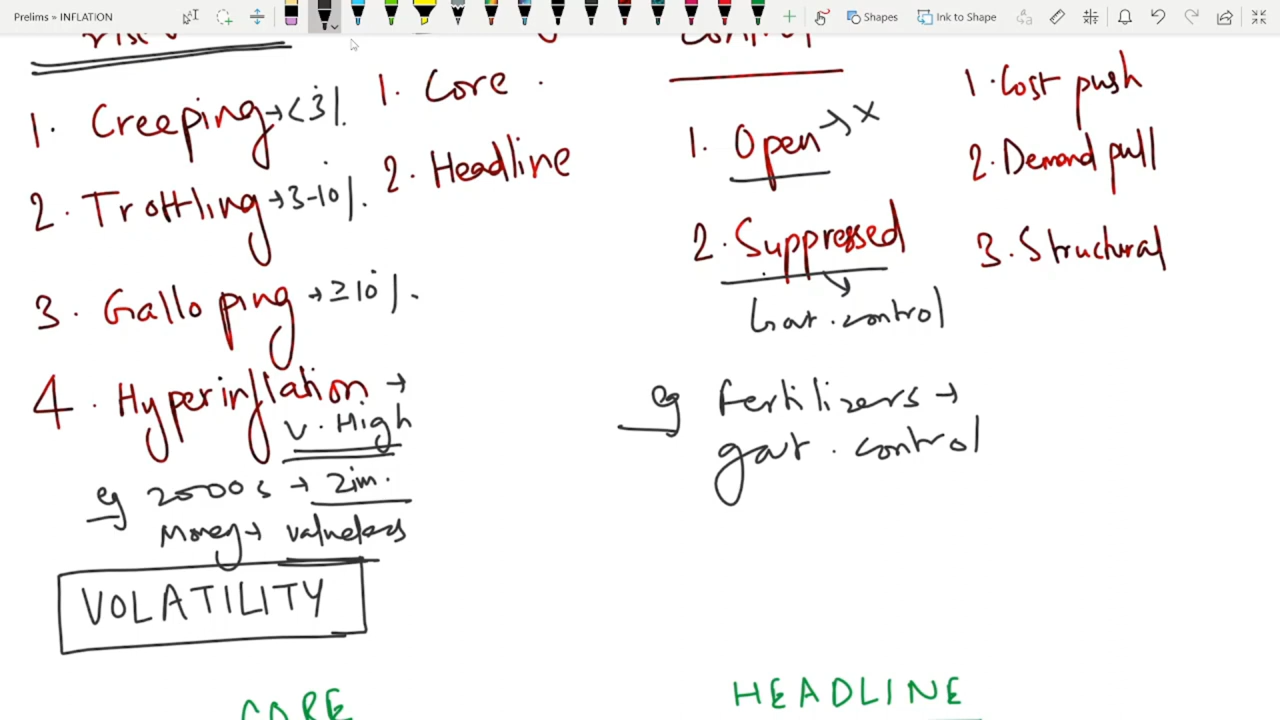 Prelims » INFLATION
Shapes
Ink to Shape
1. Creeping → <3%.
2. Trottling → 3-10%.
3. Galloping → ≥10%.
4. Hyperinflation →
V. High
eg 2000s → Zim.
Money → valueless
VOLATILITY
1. Core
2. Headline
control
1. Open → x
2. Suppressed
Govt. control
eg Fertilizers →
govt. control
1. Cost push
2. Demand pull
3. Structural
CORE
HEADLINE